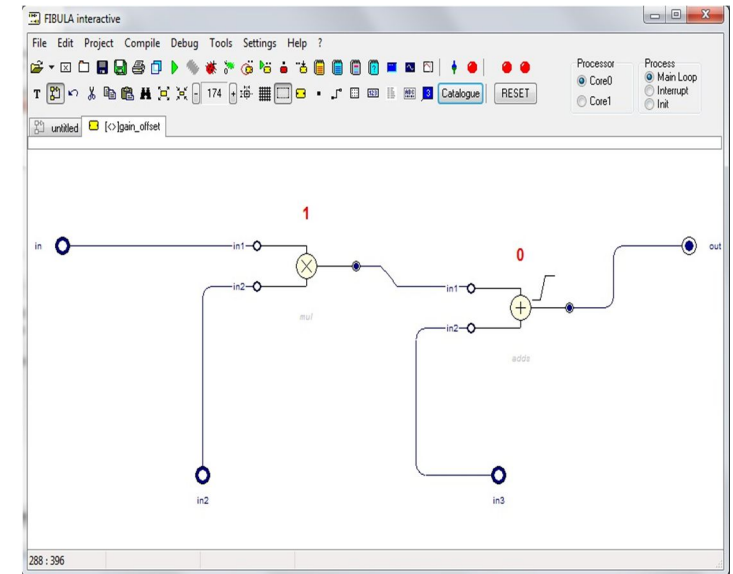 FIBULA interactive
File Edit Project Compile Debug Tools Settings Help ?
Processor
Core0
Core1
Process
Main Loop
Interrupt
Init
T
174
Catalogue
RESET
untitled
[<>]gain_offset
1
in
in1
in2
mul
0
in1
in2
adds
out
in2
in3
288 : 396